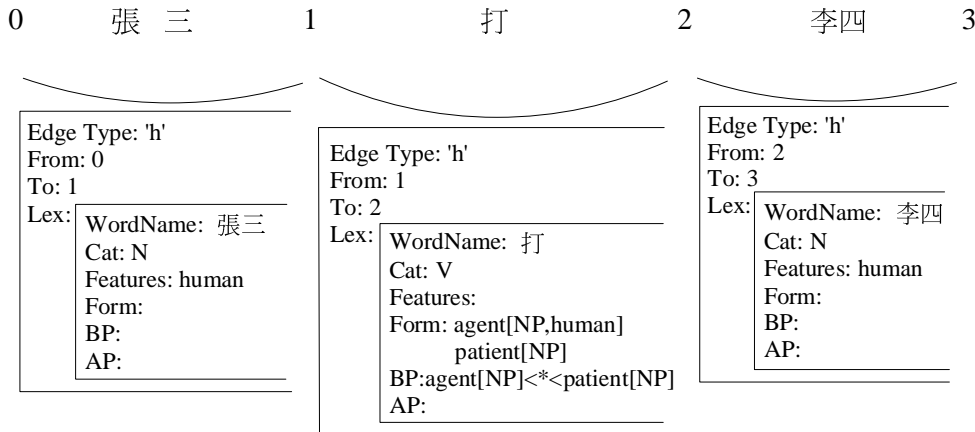 0 張 三 1 打 2 李四 3
Edge Type: 'h'
From: 0
To: 1
Lex:
WordName: 張三
Cat: N
Features: human
Form:
BP:
AP:
Edge Type: 'h'
From: 1
To: 2
Lex:
WordName: 打
Cat: V
Features:
Form: agent[NP,human]
patient[NP]
BP:agent[NP]<*<patient[NP]
AP:
Edge Type: 'h'
From: 2
To: 3
Lex:
WordName: 李四
Cat: N
Features: human
Form:
BP:
AP: